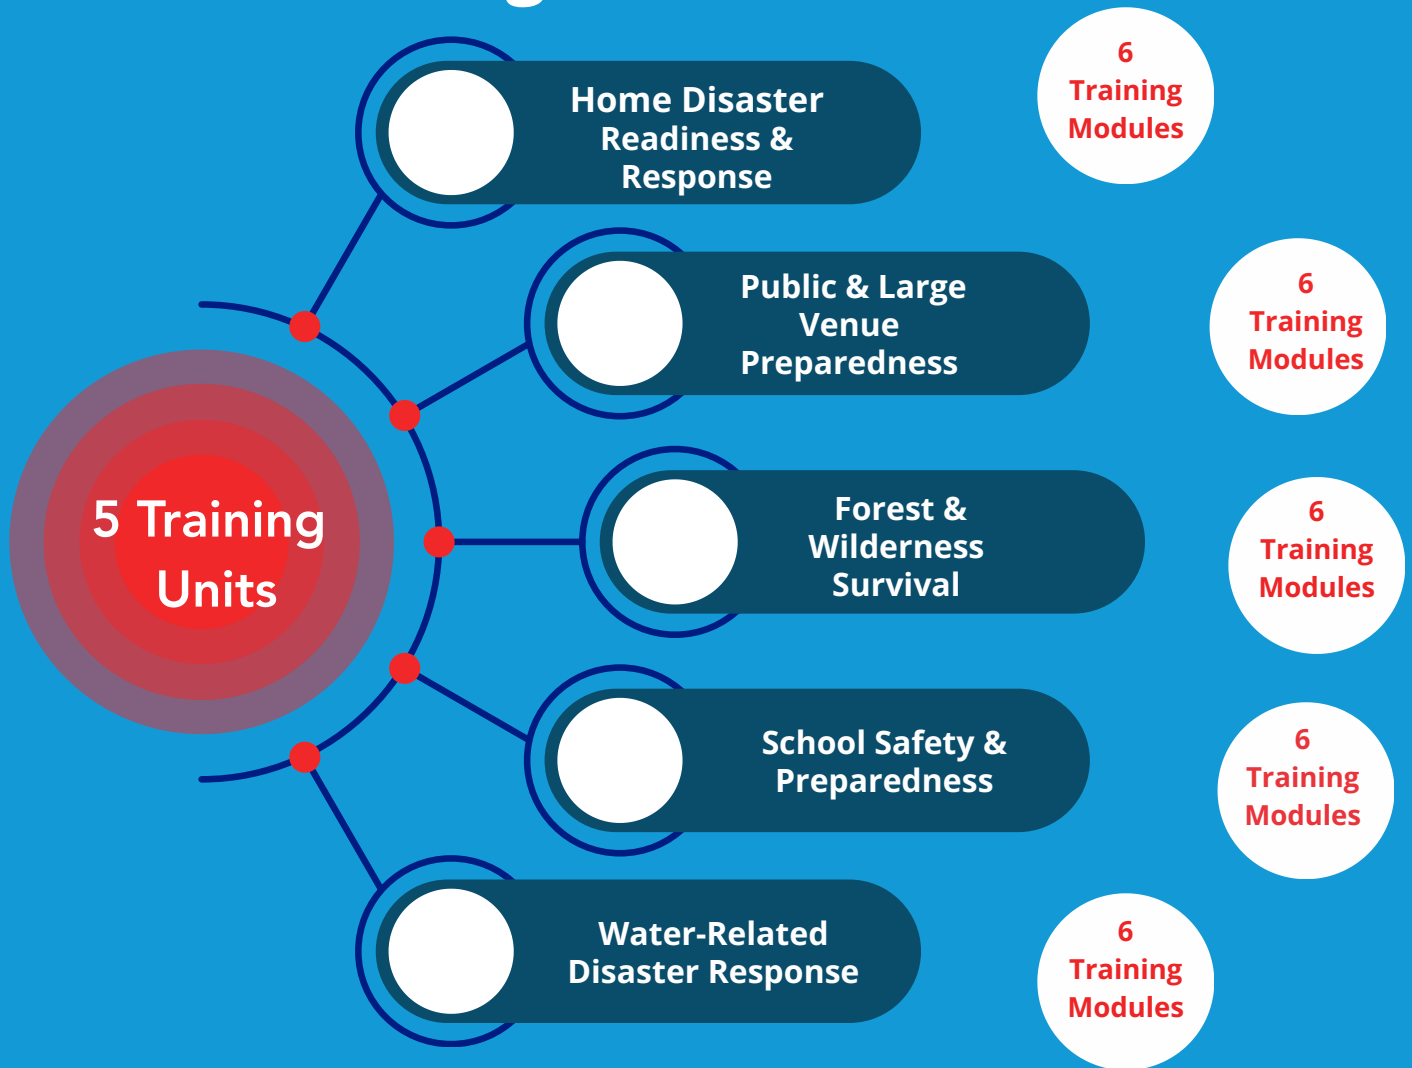 Home Disaster
Readiness &
Response
6
Training
Modules
Public & Large
Venue
Preparedness
6
Training
Modules
5 Training
Units
Forest &
Wilderness
Survival
6
Training
Modules
School Safety &
Preparedness
6
Training
Modules
Water-Related
Disaster Response
6
Training
Modules